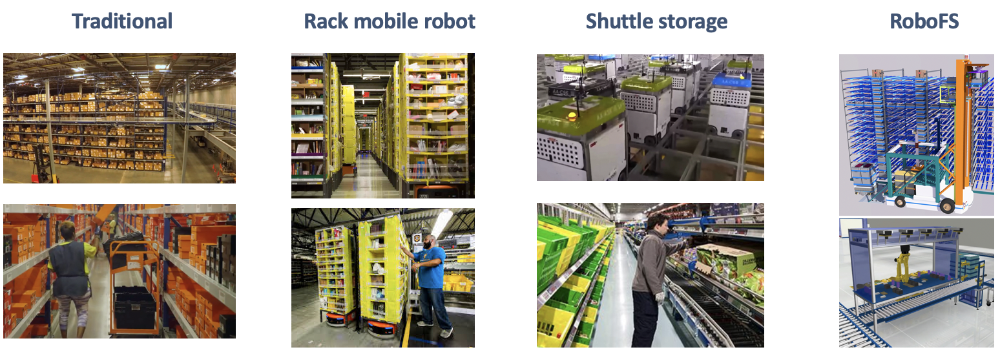 Traditional
Rack mobile robot
Shuttle storage
RoboFS